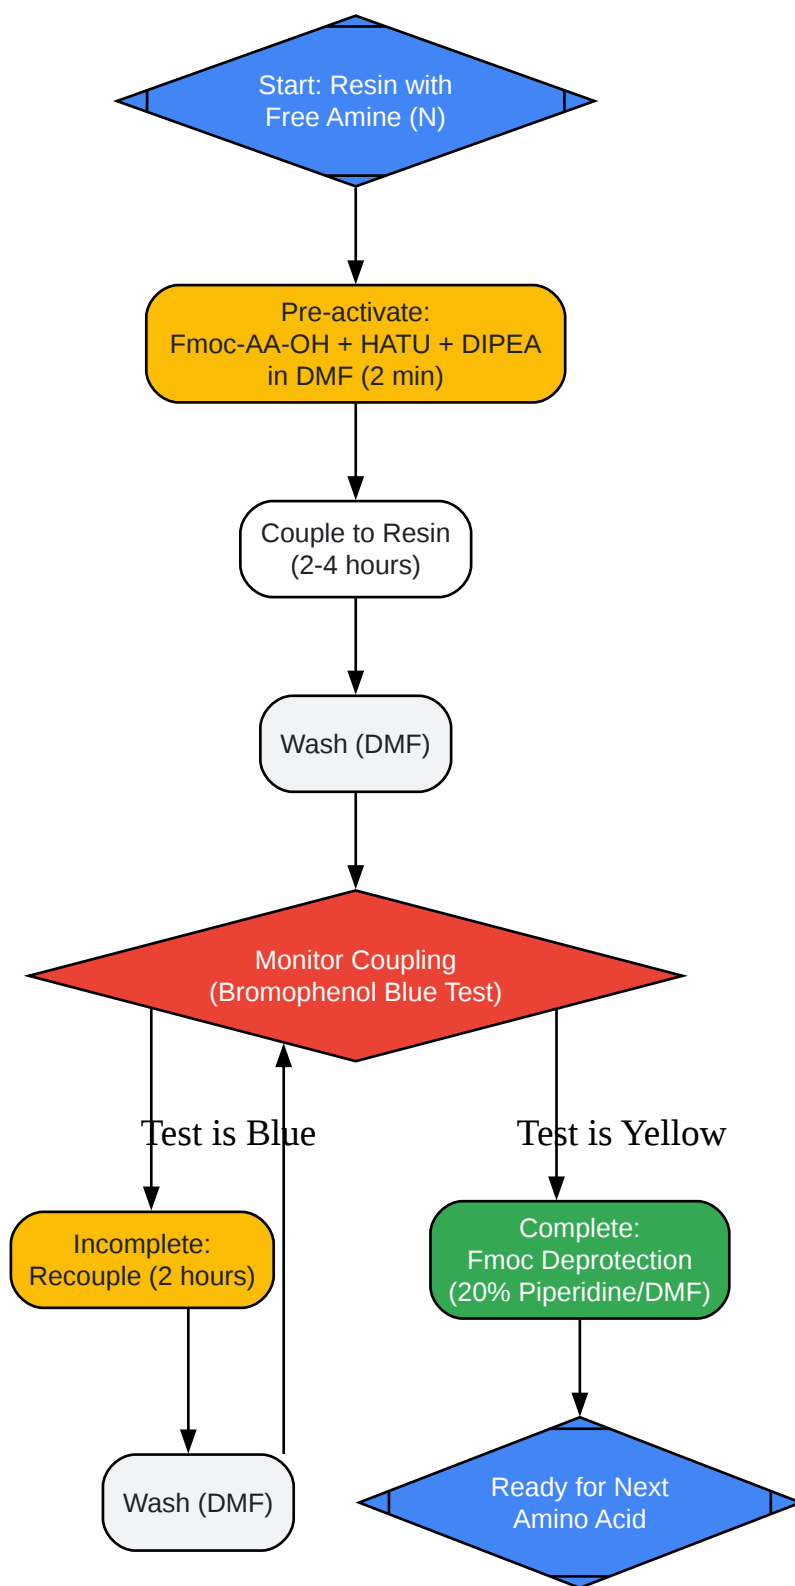 Start: Resin with
Free Amine (N)
Pre-activate:
Fmoc-AA-OH + HATU + DIPEA
in DMF (2 min)
Couple to Resin
(2-4 hours)
Wash (DMF)
Monitor Coupling
(Bromophenol Blue Test)
Test is Blue
Test is Yellow
Incomplete:
Recouple (2 hours)
Complete:
Fmoc Deprotection
(20% Piperidine/DMF)
Wash (DMF)
Ready for Next
Amino Acid